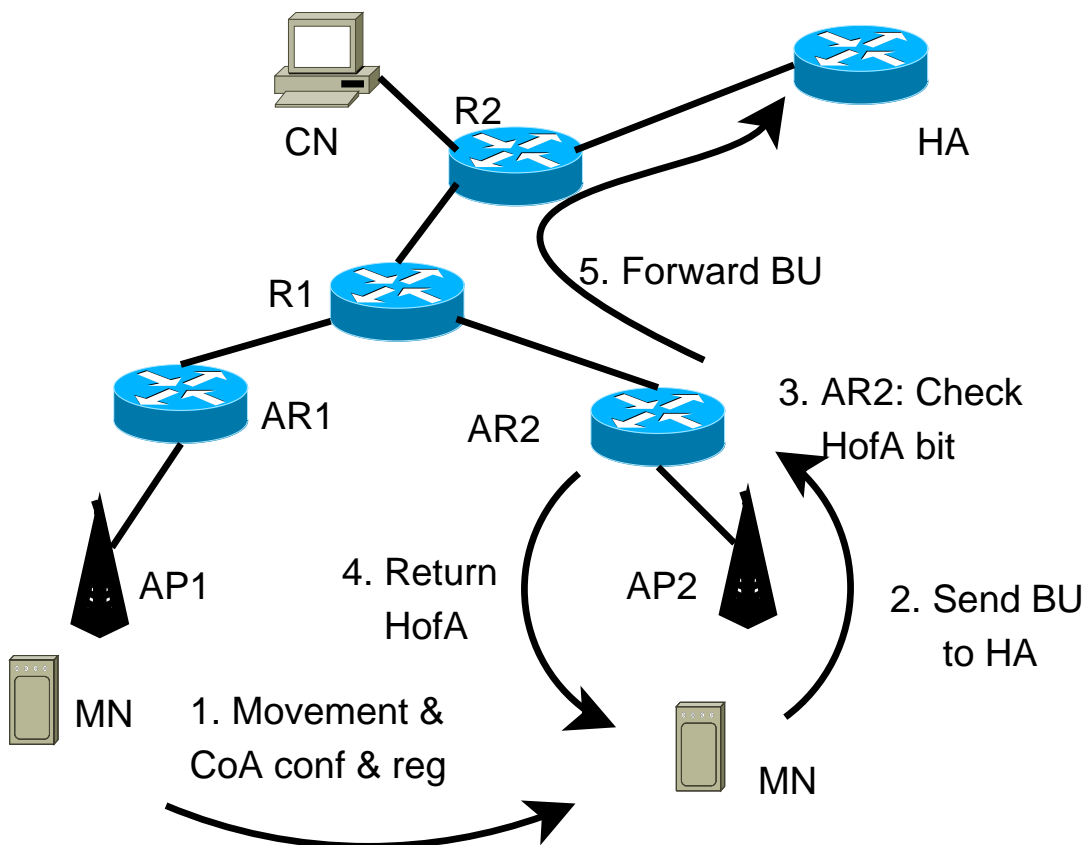 R2
CN
HA
5. Forward BU
R1
3. AR2: Check
HofA bit
AR1
AR2
4. Return
HofA
AP1
AP2
2. Send BU
to HA
MN
1. Movement &
CoA conf & reg
MN